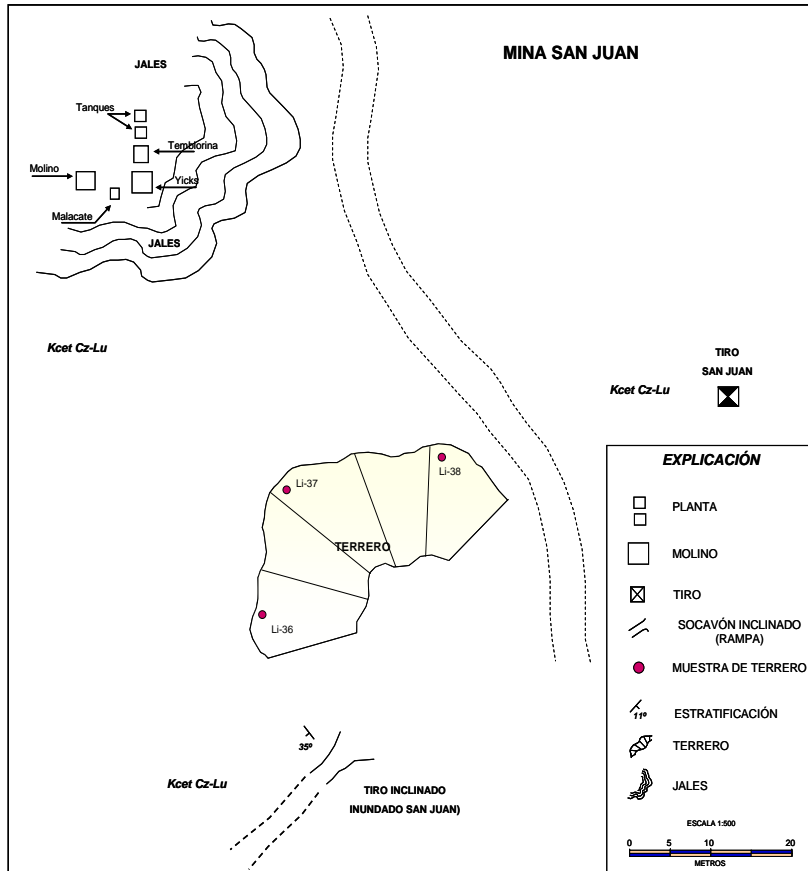 MINA SAN JUAN
JALES
Tanques
Temblorina
Molino
Yicks
Malacate
JALES
Kcet Cz-Lu
TIRO
SAN JUAN
Kcet Cz-Lu
Li-37
Li-38
TERRERO
Li-36
35º
Kcet Cz-Lu
TIRO INCLINADO
INUNDADO SAN JUAN)
EXPLICACIÓN
PLANTA
MOLINO
TIRO
SOCAVÓN INCLINADO
(RAMPA)
MUESTRA DE TERRERO
11º
ESTRATIFICACIÓN
TERRERO
JALES
ESCALA 1:500
0 5 10 20
METROS